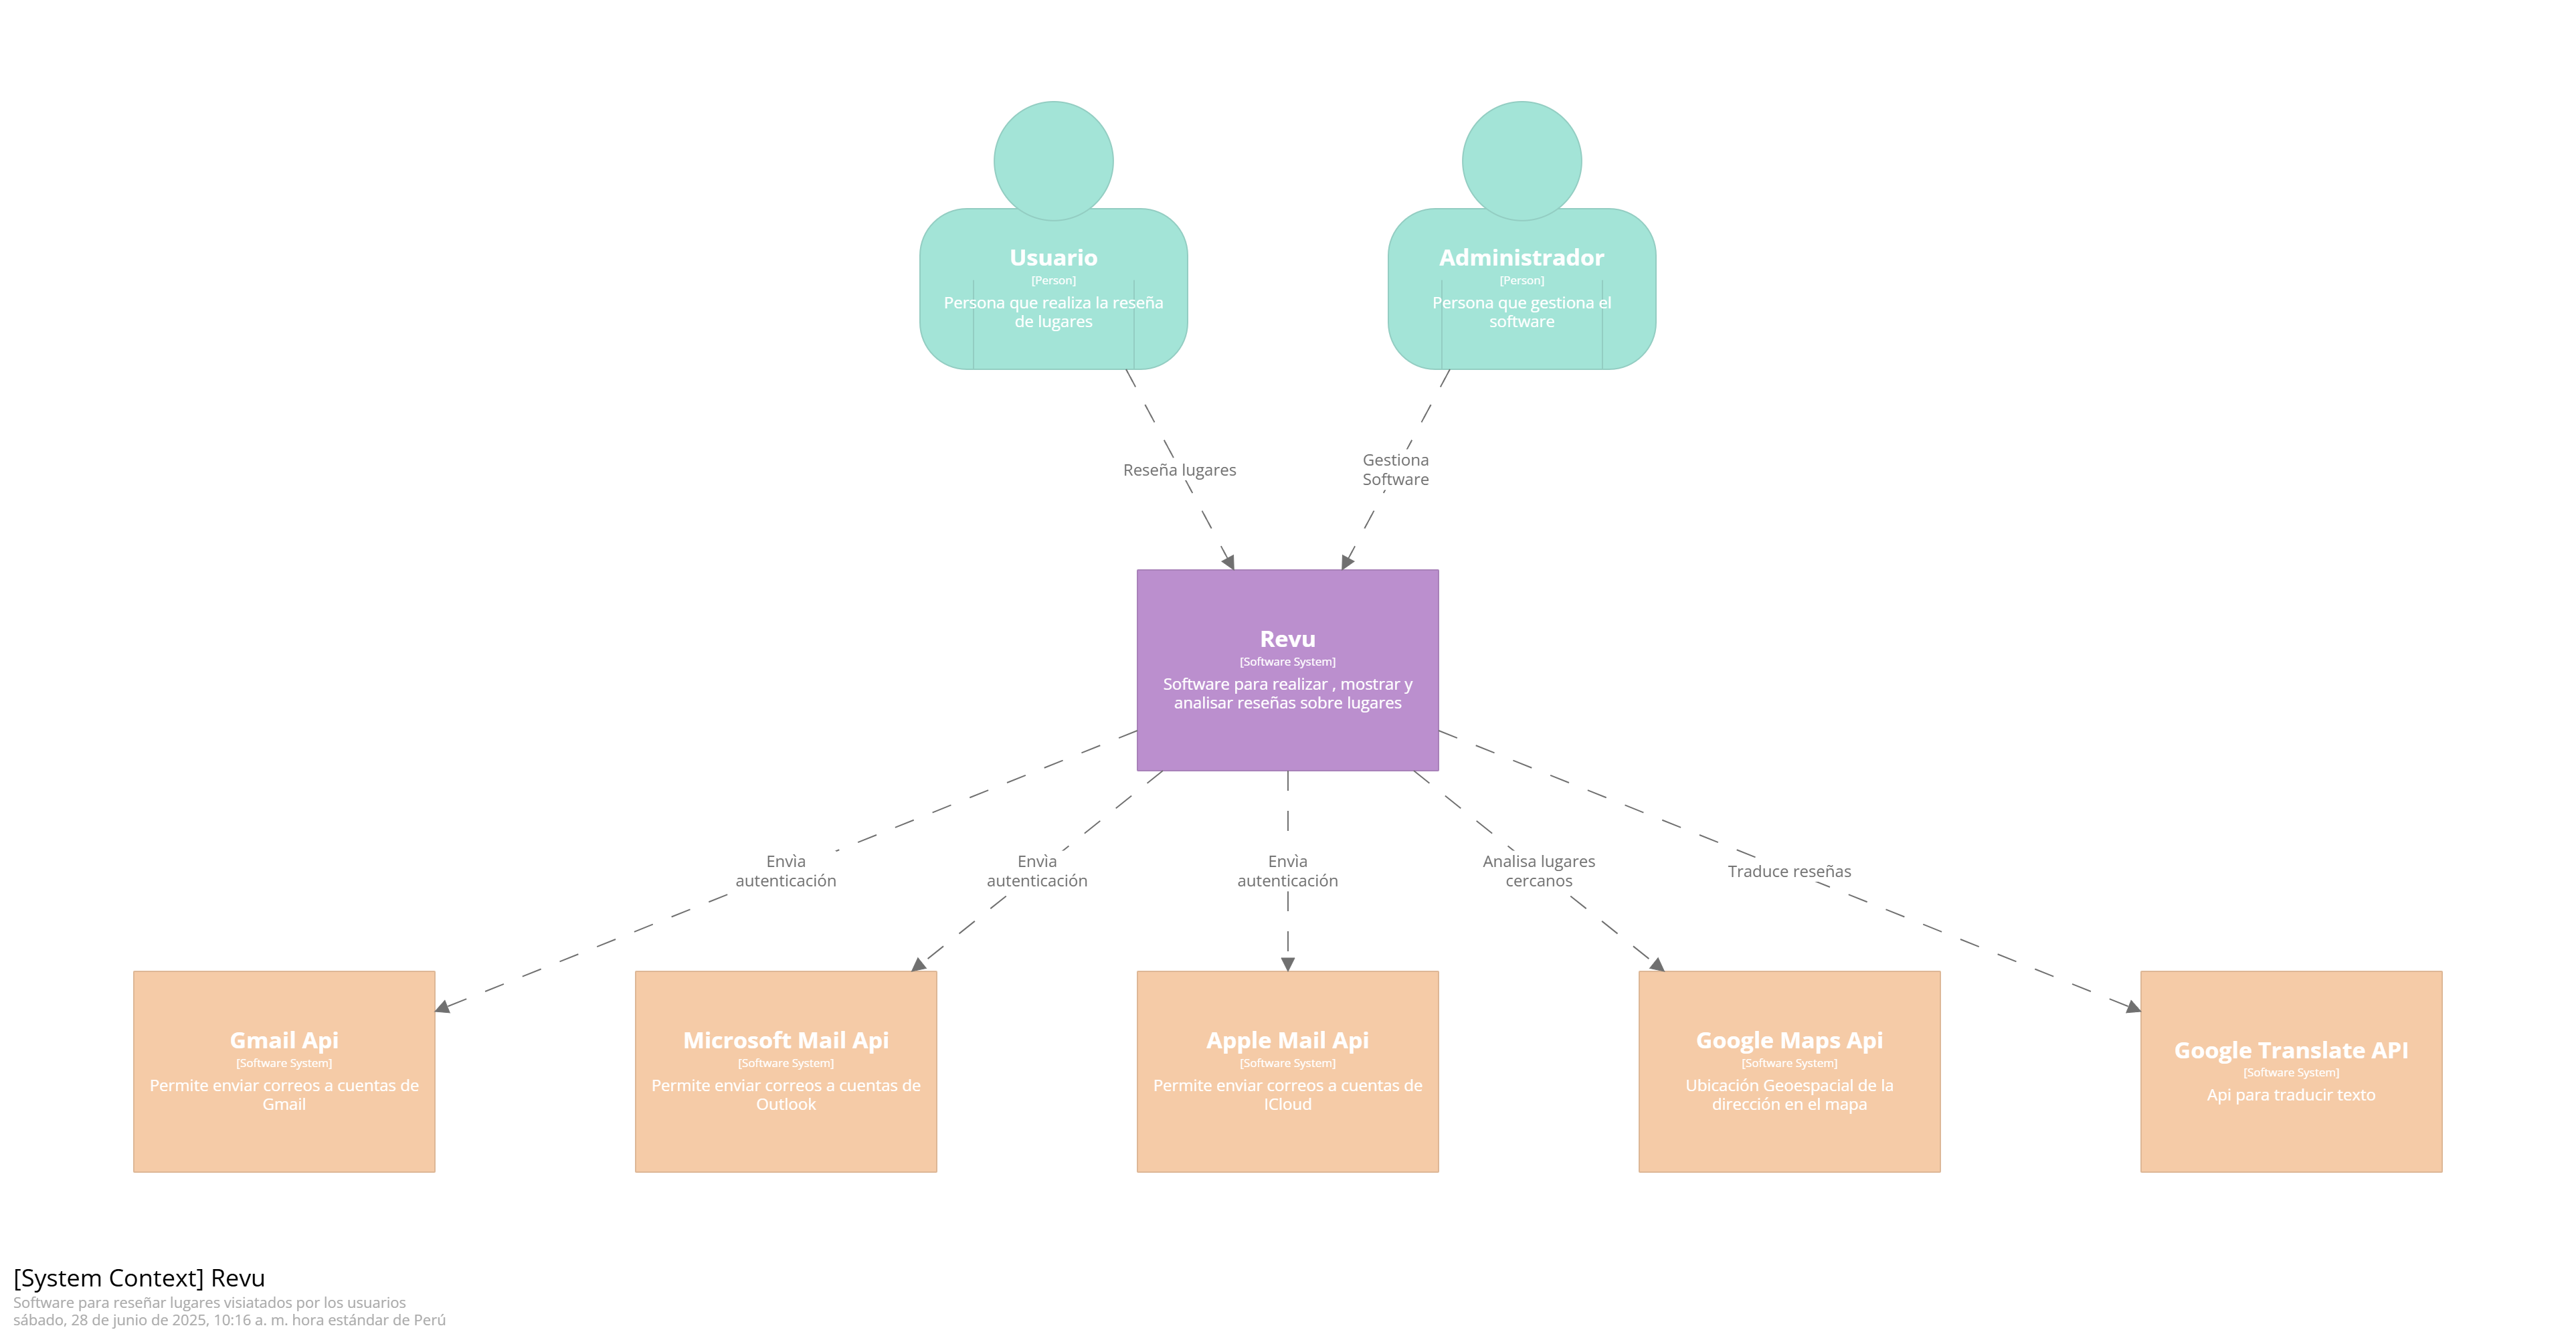 Usuario
[Person]
Persona que realiza la reseña
de lugares
Administrador
[Person]
Persona que gestiona el
software
Reseña lugares
Gestiona
Software
Revu
[Software System]
Software para realizar , mostrar y
analisar reseñas sobre lugares
Envìa
autenticación
Envìa
autenticación
Envìa
autenticación
Analisa lugares
cercanos
Traduce reseñas
Gmail Api
[Software System]
Permite enviar correos a cuentas de
Gmail
Microsoft Mail Api
[Software System]
Permite enviar correos a cuentas de
Outlook
Apple Mail Api
[Software System]
Permite enviar correos a cuentas de
ICloud
Google Maps Api
[Software System]
Ubicación Geoespacial de la
dirección en el mapa
Google Translate API
[Software System]
Api para traducir texto
[System Context] Revu
Software para reseñar lugares visiatados por los usuarios
sábado, 28 de junio de 2025, 10:16 a. m. hora estándar de Perú